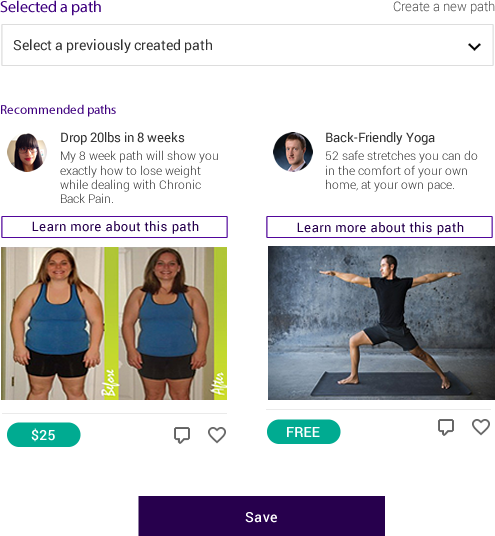 Selected a path
Create a new path
Select a previously created path
Recommended paths
Drop 20lbs in 8 weeks
My 8 week path will show you
exactly how to lose weight
while dealing with Chronic
Back Pain.
Learn more about this path
Before
After
$25
Back-Friendly Yoga
52 safe stretches you can do
in the comfort of your own
home, at your own pace.
Learn more about this path
FREE
Save